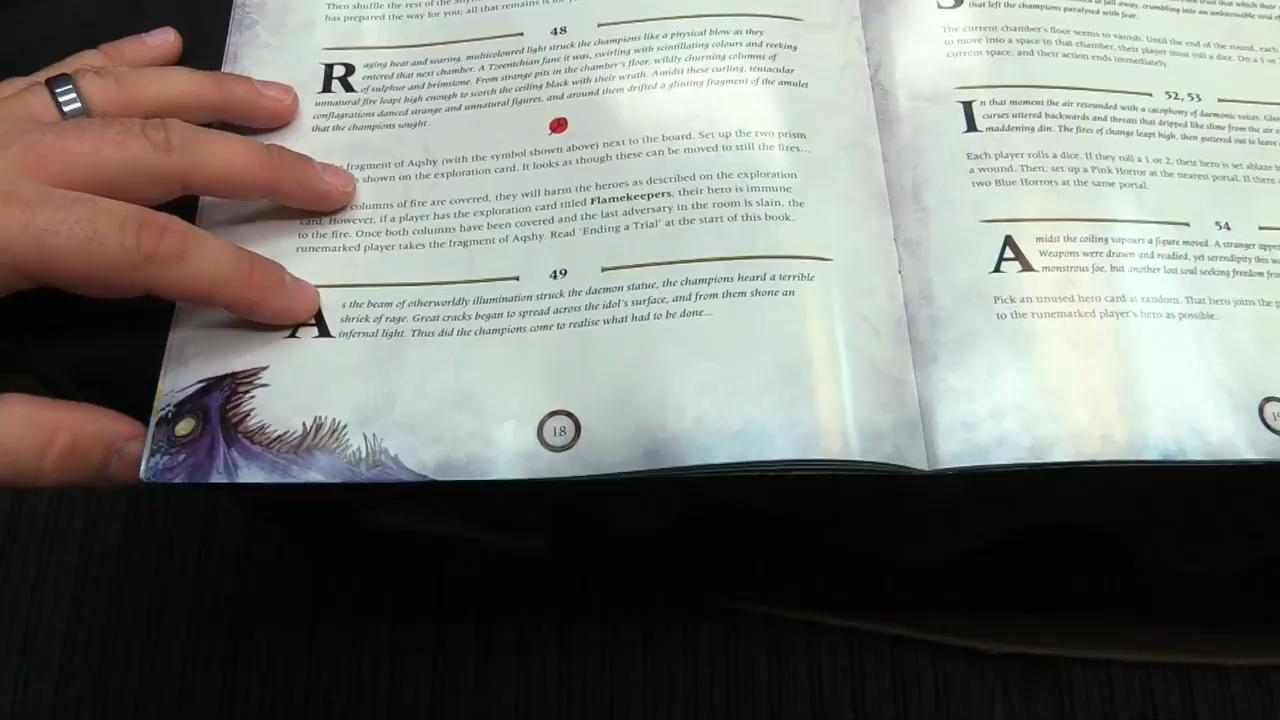 Then shuffle the rest of the
has prepared the way for you; all that remains is
48
Raging heat and searing, multicoloured light struck the champions like a physical blow as they
entered that next chamber. A Tzeentchian fane it was, swirling with scintillating colours and reeking
of sulphur and brimstone. From strange pits in the chamber's floor, wildly churning columns of
unnatural fire leapt high enough to scorch the ceiling black with their wrath. Amidst these curling, tentacular
conflagrations danced strange and unnatural figures, and around them drifted a glinting fragment of the amulet
that the champions sought.
fragment of Aqshy (with the symbol shown above) next to the board. Set up the two prism
shown on the exploration card. It looks as though these can be moved to still the fires...
columns of fire are covered, they will harm the heroes as described on the exploration
card. However, if a player has the exploration card titled Flamekeepers, their hero is immune
to the fire. Once both columns have been covered and the last adversary in the room is slain, the
runemarked player takes the fragment of Aqshy. Read 'Ending a Trial' at the start of this book.
49
As the beam of otherworldly illumination struck the daemon statue, the champions heard a terrible
shriek of rage. Great cracks began to spread across the idol's surface, and from them shone an
infernal light. Thus did the champions come to realise what had to be done...
18
that left the champions paralysed with fear.
The current chamber's floor seems to vanish. Until the end of the round, each
to move into a space in that chamber, their player must roll a dice. On a 1 or
current space, and their action ends immediately.
52, 53
In that moment the air resounded with a cacophony of daemonic voices.
curses uttered backwards and threats that dripped like slime from the air
maddening din. The fires of change leapt high, then guttered out to leave
Each player rolls a dice. If they roll a 1 or 2, their hero is set ablaze
a wound. Then, set up a Pink Horror at the nearest portal. If there
two Blue Horrors at the same portal.
54
Amidst the coiling vapours a figure moved. A stranger
Weapons were drawn and readied, yet serendipity this
monstrous foe, but another lost soul seeking freedom
Pick an unused hero card at random. That hero joins the
to the runemarked player's hero as possible.